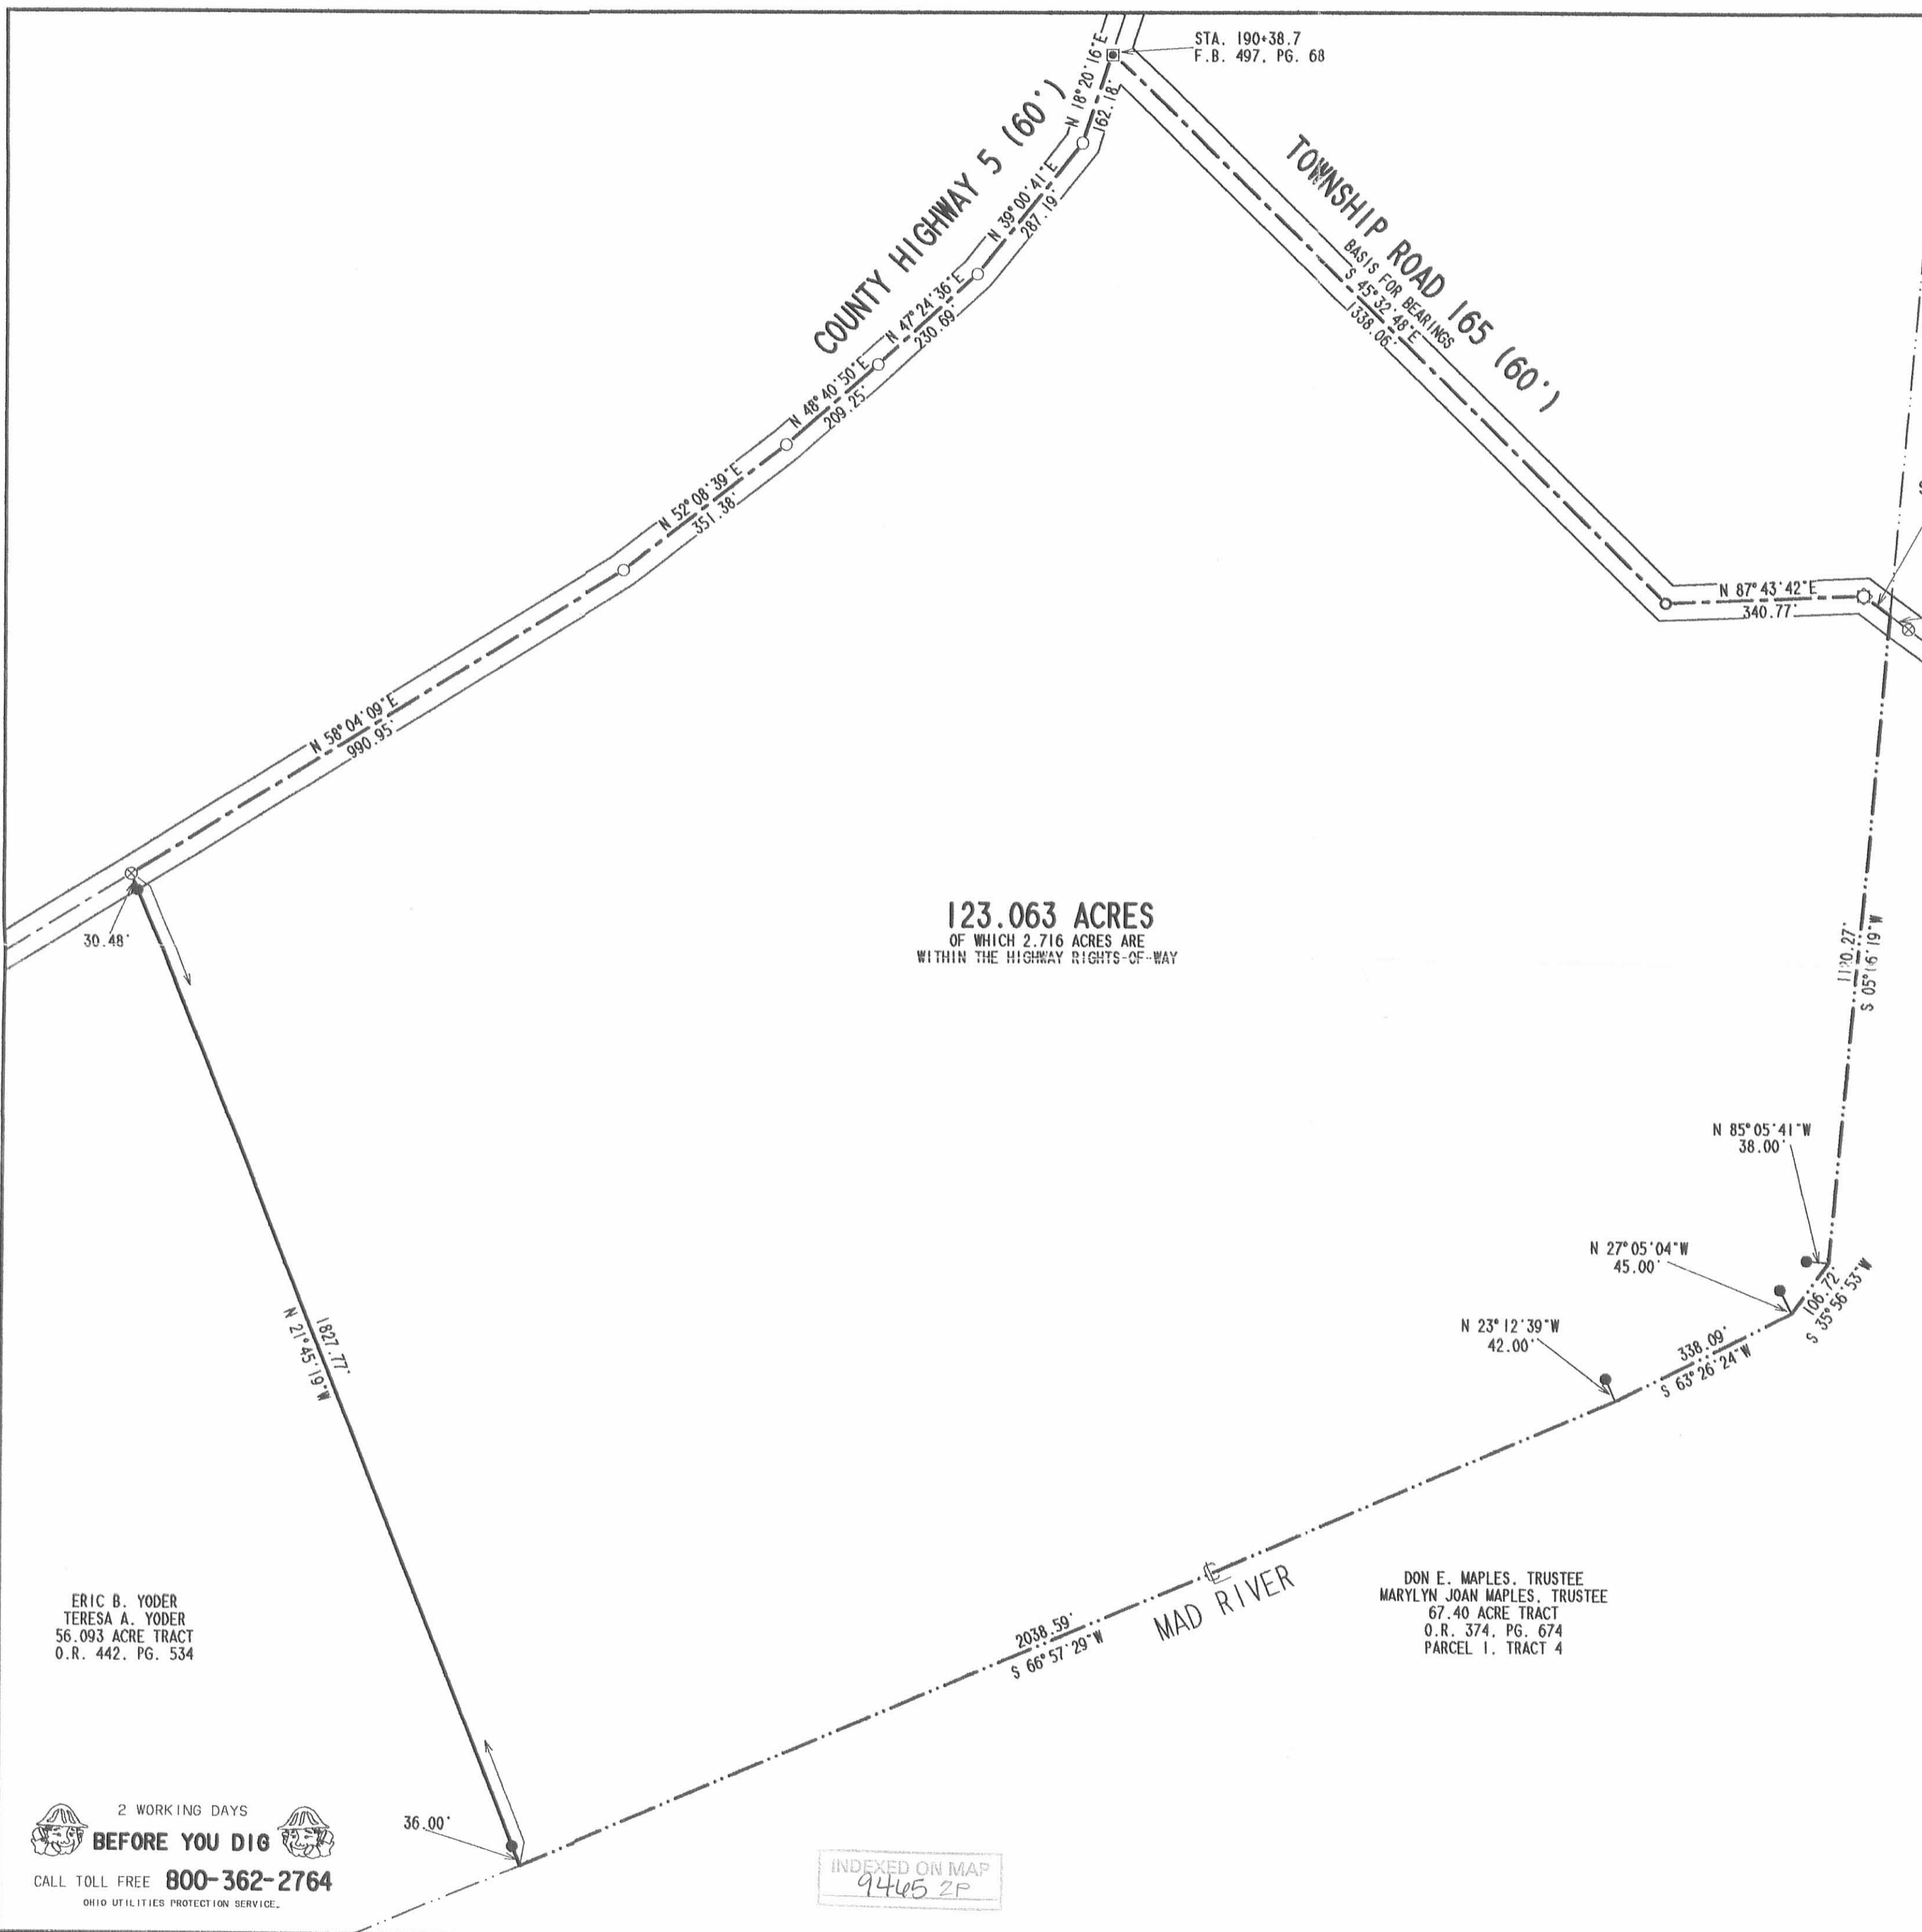 STA. 190+38.7
F.B. 497, PG. 68
N 18°20'16"E
162.18'
COUNTY HIGHWAY 5 (60')
N 39°00'41"E
287.19'
TOWNSHIP ROAD 165 (60')
BASIS FOR BEARINGS
S 45°32'48"E
1338.06'
N 47°24'36"E
230.69'
N 48°40'50"E
209.25'
N 52°08'39"E
351.38'
N 87°43'42"E
340.77'
N 58°04'09"E
990.95'
30.48'
123.063 ACRES
OF WHICH 2.716 ACRES ARE
WITHIN THE HIGHWAY RIGHTS-OF-WAY
S 05°16'19"W
N 85°05'41"W
38.00'
N 27°05'04"W
45.00'
106.72'
S 35°56'53"W
N 23°12'39"W
42.00'
338.09'
S 63°26'24"W
1827.77'
N 21°45'19"W
MAD RIVER
2038.59'
S 66°57'29"W
DON E. MAPLES, TRUSTEE
MARYLYN JOAN MAPLES, TRUSTEE
67.40 ACRE TRACT
O.R. 374, PG. 674
PARCEL 1, TRACT 4
ERIC B. YODER
TERESA A. YODER
56.093 ACRE TRACT
O.R. 442, PG. 534
36.00'
2 WORKING DAYS
BEFORE YOU DIG
CALL TOLL FREE 800-362-2764
OHIO UTILITIES PROTECTION SERVICE.
INDEXED ON MAP
9465 2P